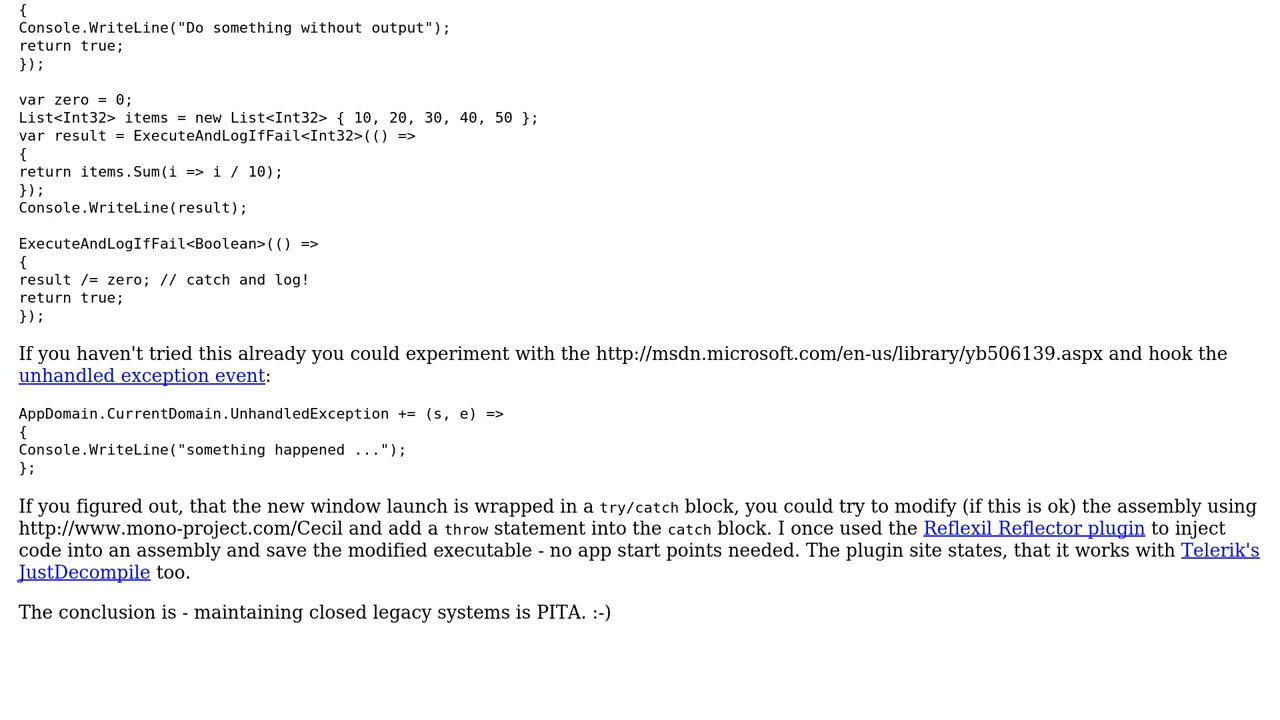 {
Console.WriteLine("Do something without output");
return true;
});
var zero = 0;
List<Int32> items = new List<Int32> { 10, 20, 30, 40, 50 };
var result = ExecuteAndLogIfFail<Int32>(() =>
{
return items.Sum(i => i / 10);
});
Console.WriteLine(result);
ExecuteAndLogIfFail<Boolean>(() =>
{
result /= zero; // catch and log!
return true;
});
If you haven't tried this already you could experiment with the http://msdn.microsoft.com/en-us/library/yb506139.aspx and hook the
unhandled exception event:
AppDomain.CurrentDomain.UnhandledException += (s, e) =>
{
Console.WriteLine("something happened ...");
};
If you figured out, that the new window launch is wrapped in a try/catch block, you could try to modify (if this is ok) the assembly using
http://www.mono-project.com/Cecil and add a throw statement into the catch block. I once used the Reflexil Reflector plugin to inject
code into an assembly and save the modified executable - no app start points needed. The plugin site states, that it works with Telerik's
JustDecompile too.
The conclusion is - maintaining closed legacy systems is PITA. :-)